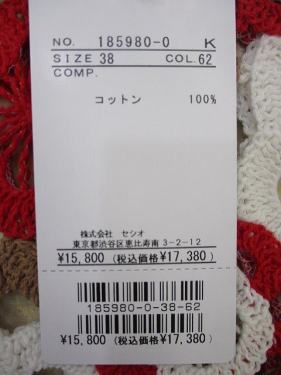 NO. 185980-0 K
SIZE 38 COL. 62
COMP.
コットン 100%
株式会社 セシオ
東京都渋谷区恵比寿南3-2-12
¥15,800 (税込価格¥17,380)
185980-0-38-62
¥15,800 (税込価格¥17,380)